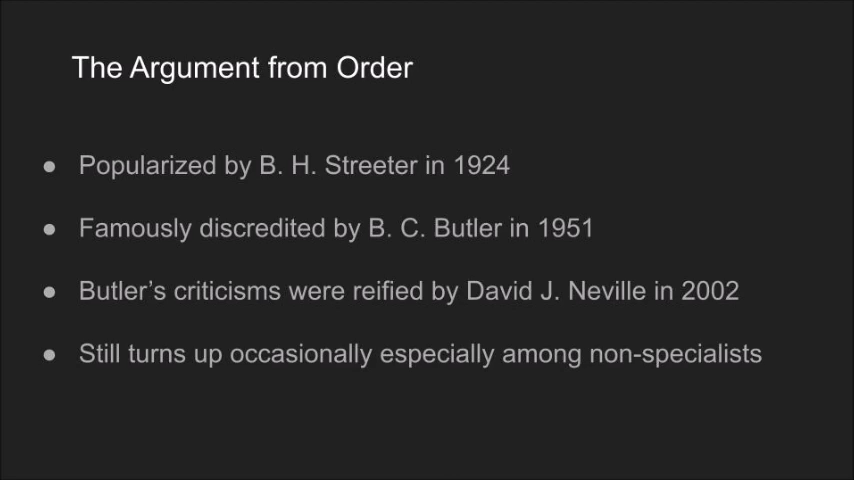 The Argument from Order
● Popularized by B. H. Streeter in 1924
● Famously discredited by B. C. Butler in 1951
● Butler’s criticisms were reified by David J. Neville in 2002
● Still turns up occasionally especially among non-specialists